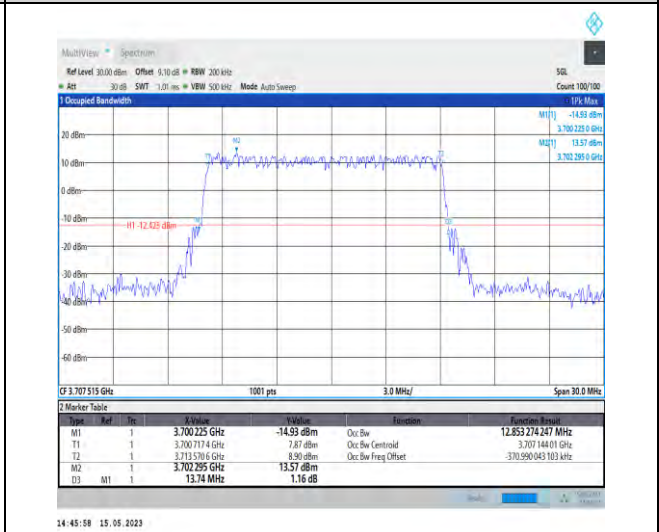 MultiView Spectrum
Ref Level 30.00 dBm Offset 9.10 dB RBW 200 kHz SGL
Att 30 dB SWT 1.01 ms VBW 500 kHz Mode Auto Sweep Count 100/100
1 Occupied Bandwidth 1Pk Max
M1[1] -14.93 dBm
3.700 225 0 GHz
M2[1] 13.57 dBm
3.702 295 0 GHz
20 dBm
M2
T1
T2
10 dBm
0 dBm
-10 dBm
H1 -12.423 dBm
M1
D3
-20 dBm
-30 dBm
-40 dBm
-50 dBm
-60 dBm
CF 3.707 515 GHz 1001 pts 3.0 MHz/ Span 30.0 MHz
2 Marker Table
Type Ref Trc X-Value Y-Value Function Function Result
M1 1 3.700 225 GHz -14.93 dBm Occ Bw 12.853 274 247 MHz
T1 1 3.700 717 4 GHz 7.87 dBm Occ Bw Centroid 3.707 144 01 GHz
T2 1 3.713 570 6 GHz 8.90 dBm Occ Bw Freq Offset -370.990 043 103 kHz
M2 1 3.702 295 GHz 13.57 dBm
D3 M1 1 13.74 MHz 1.16 dB
Ready
14:45:58 15.05.2023